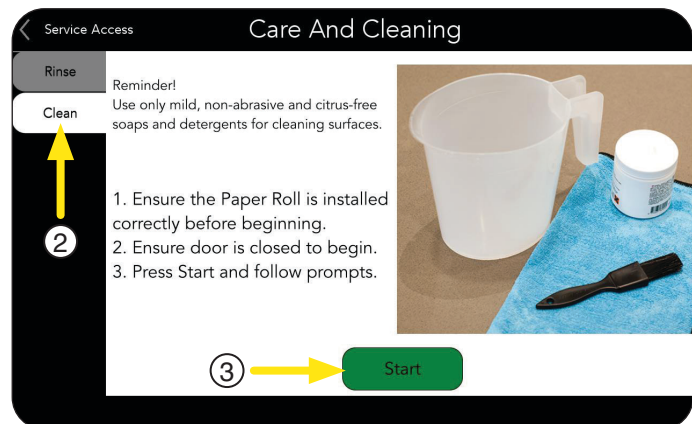 Service Access
Care And Cleaning
Rinse
Clean
Reminder!
Use only mild, non-abrasive and citrus-free
soaps and detergents for cleaning surfaces.
1. Ensure the Paper Roll is installed
correctly before beginning.
2. Ensure door is closed to begin.
3. Press Start and follow prompts.
2
3
Start